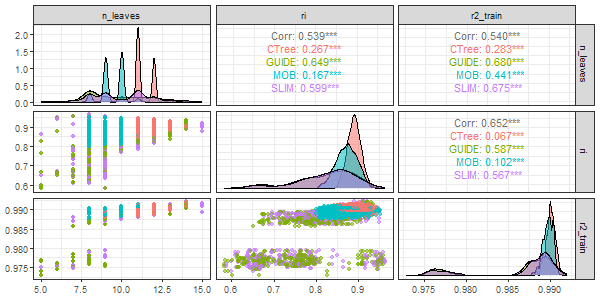 n_leaves ri r2_train
2.0 Corr: 0.539*** Corr: 0.540***
1.5 CTree: 0.267*** CTree: 0.283***
1.0 GUIDE: 0.649*** GUIDE: 0.680***
0.5 MOB: 0.167*** MOB: 0.441***
0.0 SLIM: 0.599*** SLIM: 0.675***
n_leaves
0.9 Corr: 0.652***
0.8 CTree: 0.067***
0.7 GUIDE: 0.587***
0.6 MOB: 0.102***
SLIM: 0.567***
ri
0.990
0.985
0.980
0.975
r2_train
5.0 7.5 10.0 12.5 15.0 0.6 0.7 0.8 0.9 0.975 0.980 0.985 0.990